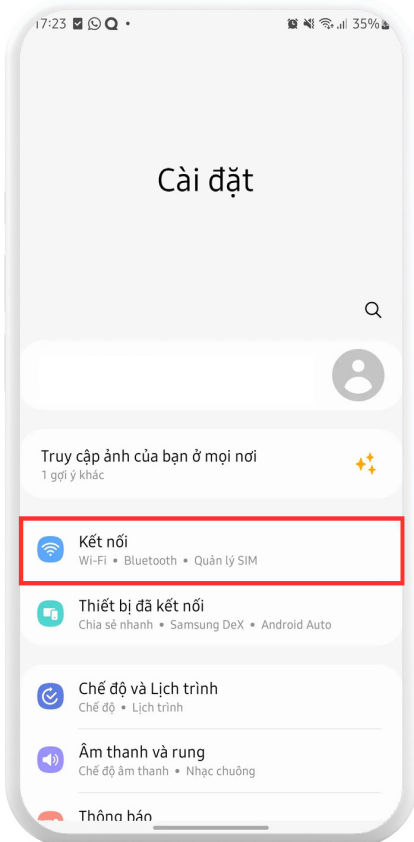 17:23 35%
Cài đặt
Truy cập ảnh của bạn ở mọi nơi
1 gợi ý khác
Kết nối
Wi-Fi • Bluetooth • Quản lý SIM
Thiết bị đã kết nối
Chia sẻ nhanh • Samsung DeX • Android Auto
Chế độ và Lịch trình
Chế độ • Lịch trình
Âm thanh và rung
Chế độ âm thanh • Nhạc chuông
Thông báo